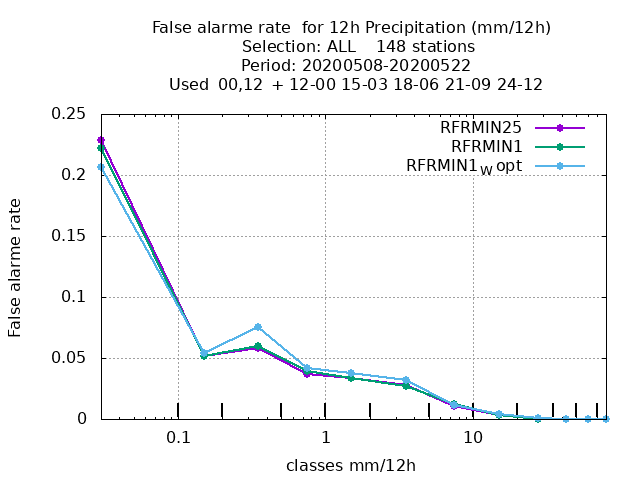 False alarme rate  for 12h Precipitation (mm/12h)
Selection: ALL    148 stations
Period: 20200508-20200522
Used  00,12  + 12-00 15-03 18-06 21-09 24-12
RFRMIN25
RFRMIN1
RFRMIN1W opt
False alarme rate
0.25
0.2
0.15
0.1
0.05
0
0.1 1 10
classes mm/12h